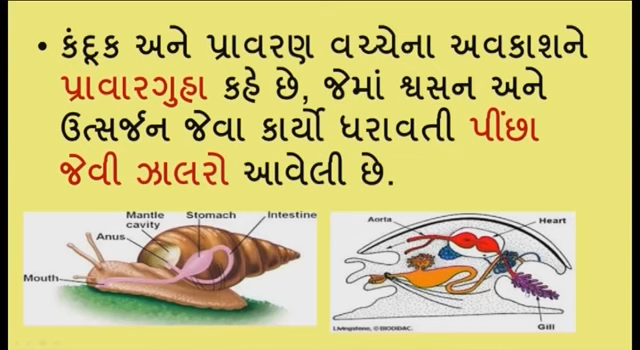 • કંદૂક અને પ્રાવરણ વચ્ચેના અવકાશને
પ્રાવારગુહા કહે છે, જેમાં શ્વસન અને
ઉત્સર્જન જેવા કાર્યો ધરાવતી પીંછા
જેવી ઝાલરો આવેલી છે.
Mantle cavity
Stomach
Intestine
Anus
Mouth
Aorta
Heart
Gill
Livingstone, © BIODIDAC.